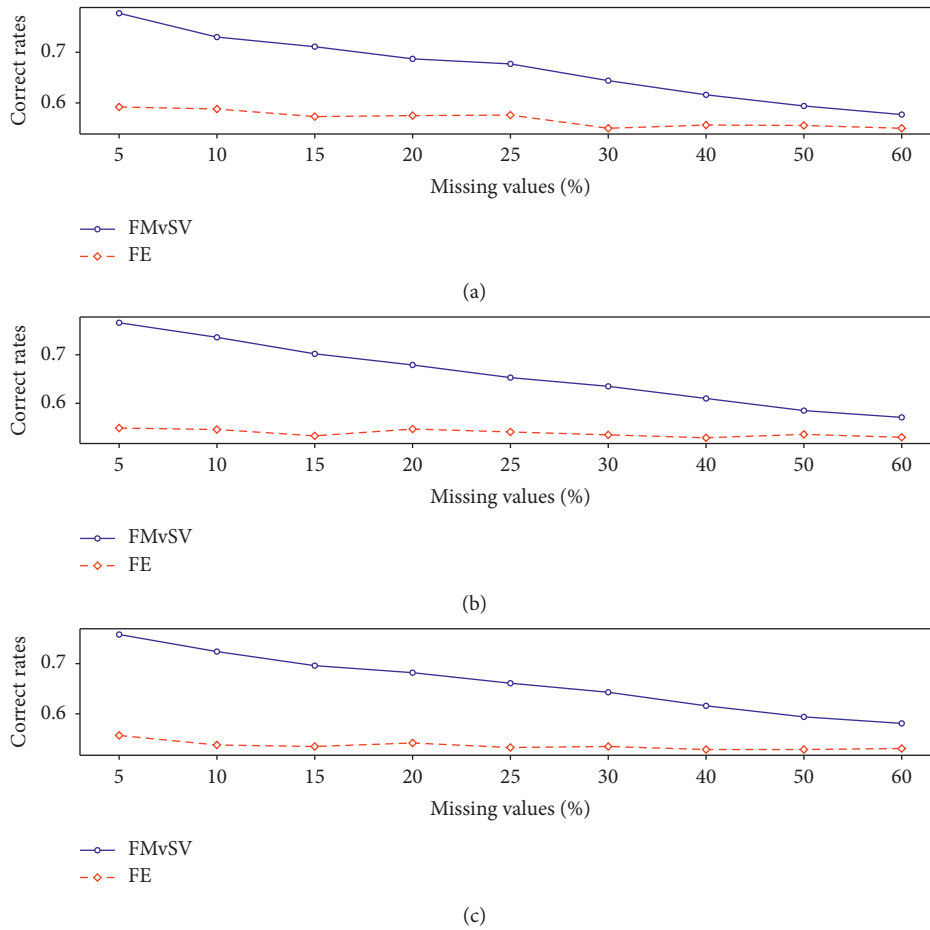 Correct rates
0.7
0.6
5 10 15 20 25 30 40 50 60
Missing values (%)
FMvSV
FE
(a)
Correct rates
0.7
0.6
5 10 15 20 25 30 40 50 60
Missing values (%)
FMvSV
FE
(b)
Correct rates
0.7
0.6
5 10 15 20 25 30 40 50 60
Missing values (%)
FMvSV
FE
(c)